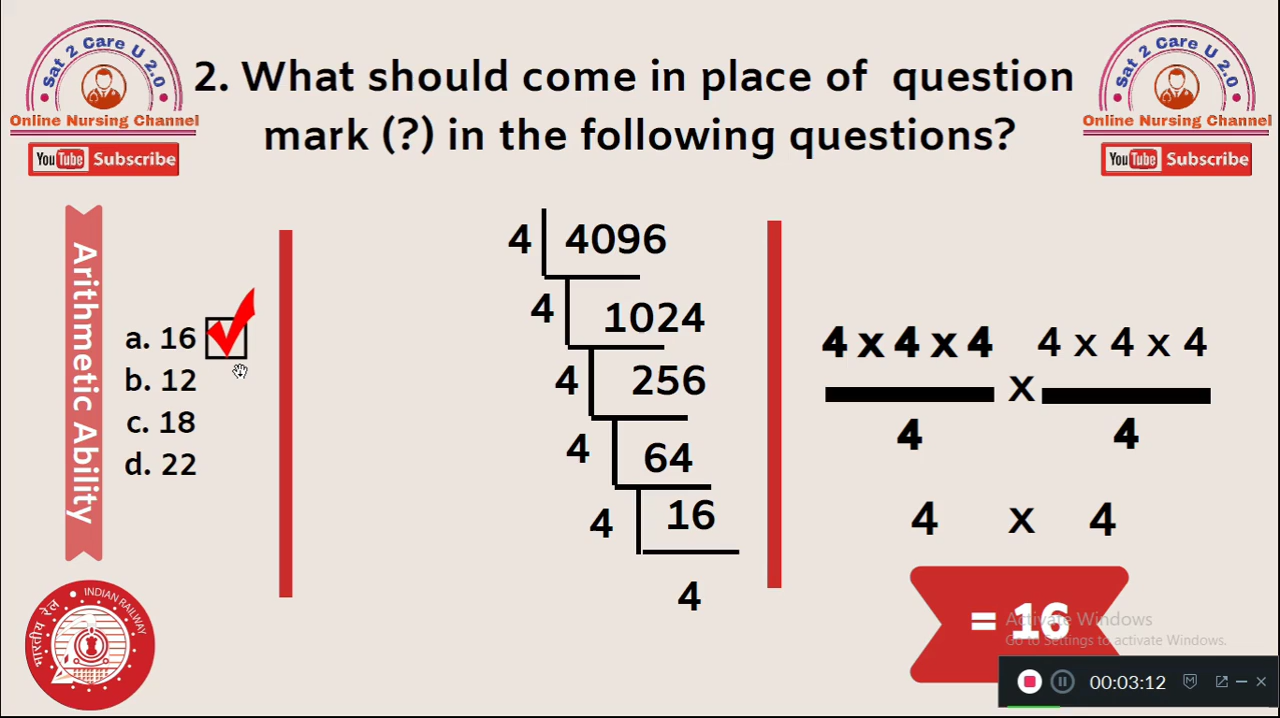 Sat 2 Care U 2.0
Online Nursing Channel
YouTube Subscribe
2. What should come in place of question
mark (?) in the following questions?
Sat 2 Care U 2.0
Online Nursing Channel
YouTube Subscribe
Arithmetic Ability
a. 16
b. 12
c. 18
d. 22
4 4096
4 1024
4 256
4 64
4 16
4
4 x 4 x 4 x 4 x 4 x 4
4 4
4 x 4
= 16
भारतीय रेल INDIAN RAILWAY
Activate Windows
Go to Settings to activate Windows.
00:03:12